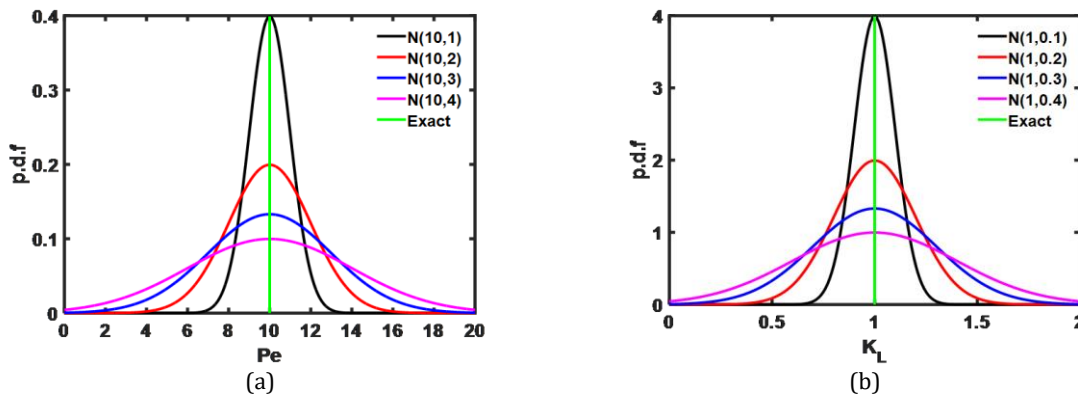 0.4
0.3
0.2
0.1
0
p.d.f
N(10,1)
N(10,2)
N(10,3)
N(10,4)
Exact
0 2 4 6 8 10 12 14 16 18 20
Pe
(a)
4
3
2
1
0
p.d.f
N(1,0.1)
N(1,0.2)
N(1,0.3)
N(1,0.4)
Exact
0 0.5 1 1.5 2
K_L
(b)